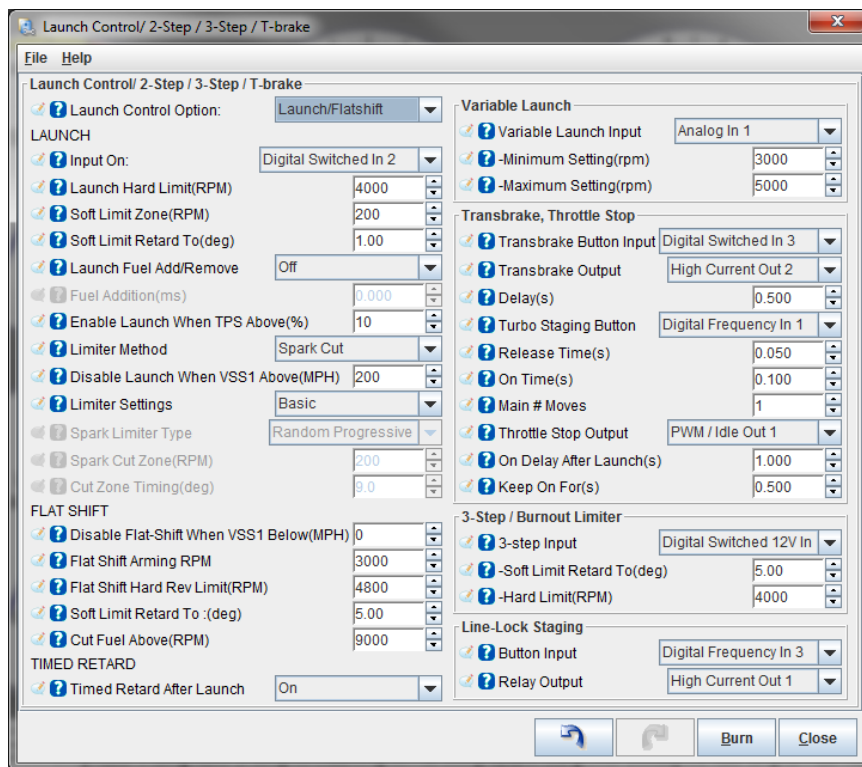 Launch Control/ 2-Step / 3-Step / T-brake
File Help
Launch Control/ 2-Step / 3-Step / T-brake
Launch Control Option: Launch/Flatshift
LAUNCH
Input On: Digital Switched In 2
Launch Hard Limit(RPM) 4000
Soft Limit Zone(RPM) 200
Soft Limit Retard To(deg) 1.00
Launch Fuel Add/Remove Off
Fuel Addition(ms) 0.000
Enable Launch When TPS Above(%) 10
Limiter Method Spark Cut
Disable Launch When VSS1 Above(MPH) 200
Limiter Settings Basic
Spark Limiter Type Random Progressive
Spark Cut Zone(RPM) 200
Cut Zone Timing(deg) 9.0
FLAT SHIFT
Disable Flat-Shift When VSS1 Below(MPH) 0
Flat Shift Arming RPM 3000
Flat Shift Hard Rev Limit(RPM) 4800
Soft Limit Retard To :(deg) 5.00
Cut Fuel Above(RPM) 9000
TIMED RETARD
Timed Retard After Launch On
Variable Launch
Variable Launch Input Analog In 1
-Minimum Setting(rpm) 3000
-Maximum Setting(rpm) 5000
Transbrake, Throttle Stop
Transbrake Button Input Digital Switched In 3
Transbrake Output High Current Out 2
Delay(s) 0.500
Turbo Staging Button Digital Frequency In 1
Release Time(s) 0.050
On Time(s) 0.100
Main # Moves 1
Throttle Stop Output PWM / Idle Out 1
On Delay After Launch(s) 1.000
Keep On For(s) 0.500
3-Step / Burnout Limiter
3-step Input Digital Switched 12V In
-Soft Limit Retard To(deg) 5.00
-Hard Limit(RPM) 4000
Line-Lock Staging
Button Input Digital Frequency In 3
Relay Output High Current Out 1
Burn Close